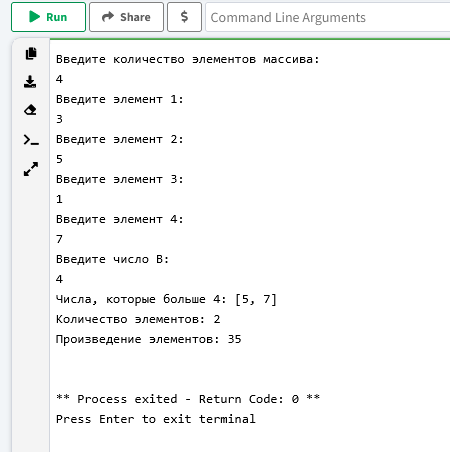 Run Share $ Command Line Arguments
Введите количество элементов массива:
4
Введите элемент 1:
3
Введите элемент 2:
5
Введите элемент 3:
1
Введите элемент 4:
7
Введите число B:
4
Числа, которые больше 4: [5, 7]
Количество элементов: 2
Произведение элементов: 35
** Process exited - Return Code: 0 **
Press Enter to exit terminal